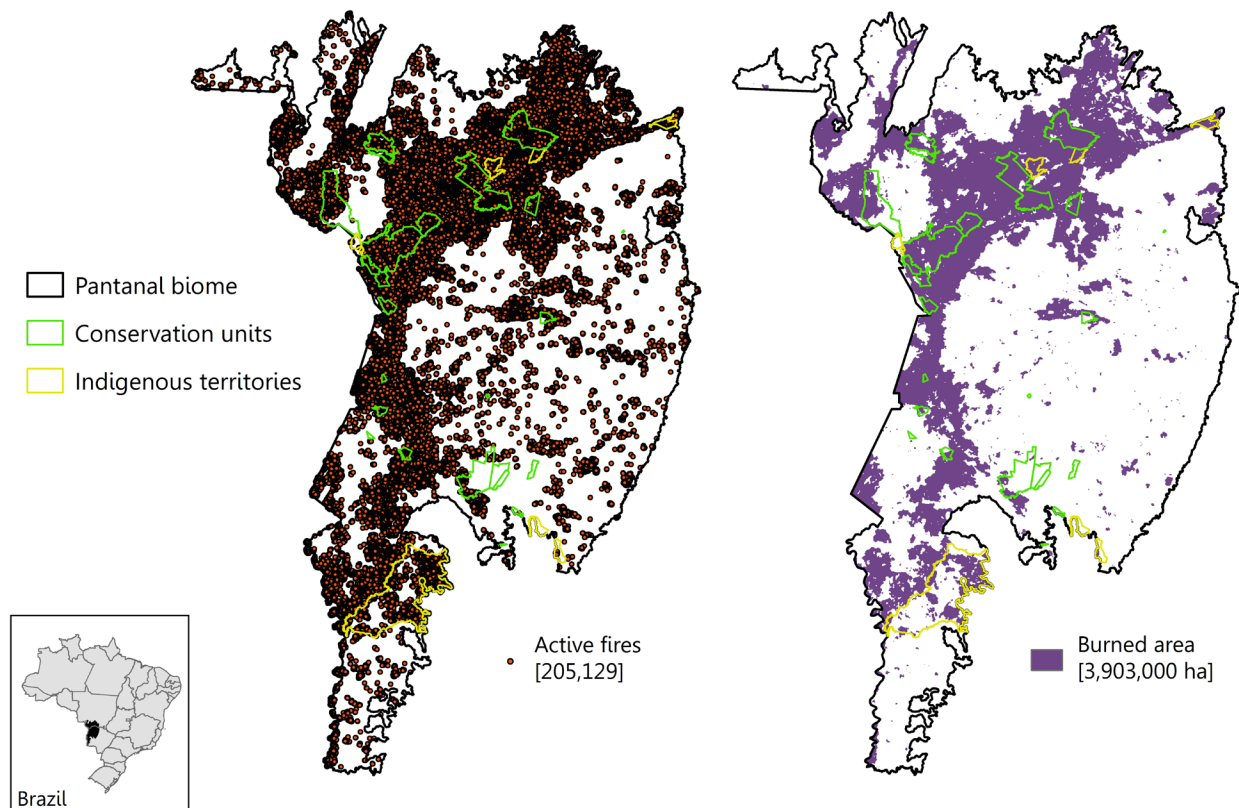 Pantanal biome
Conservation units
Indigenous territories
Active fires
[205,129]
Burned area
[3,903,000 ha]
Brazil